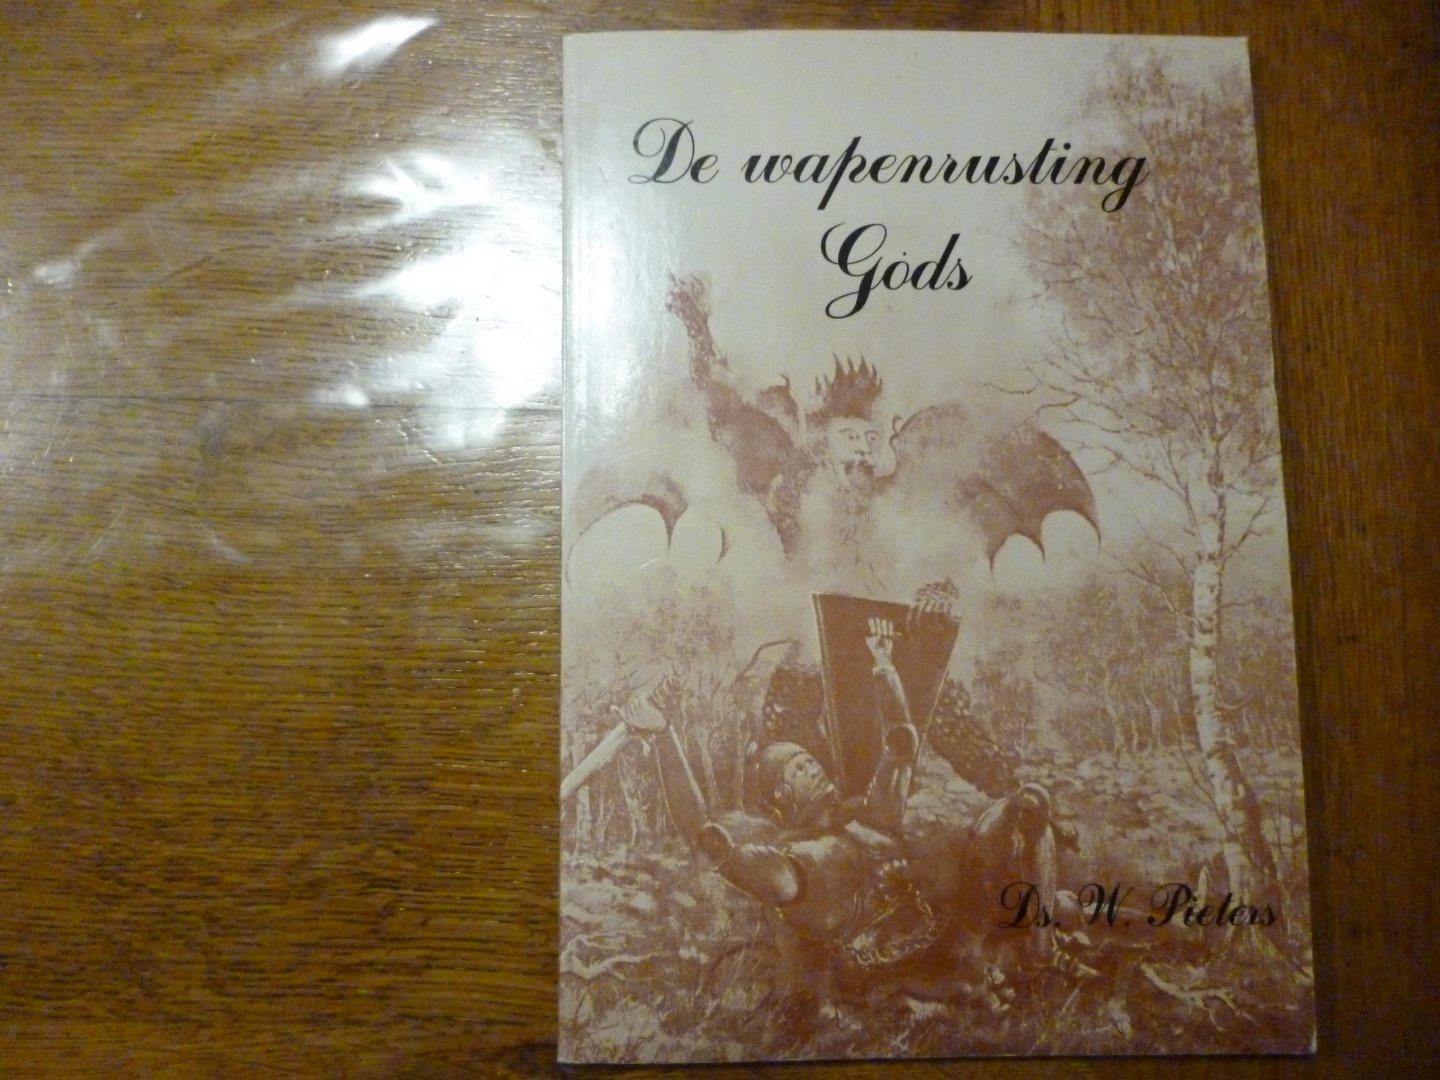 De wapenrusting
Gods
Ds. W. Pieters